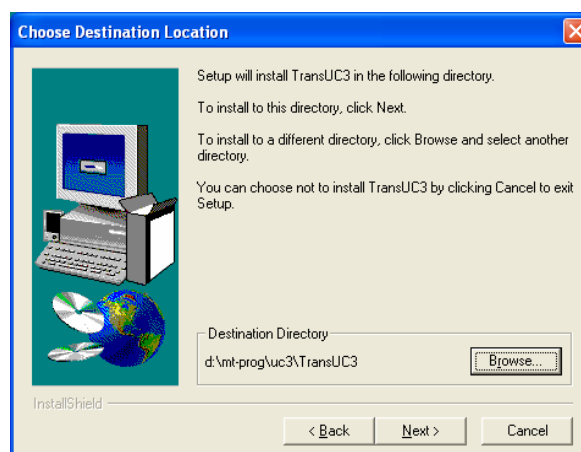 Choose Destination Location
Setup will install TransUC3 in the following directory.
To install to this directory, click Next.
To install to a different directory, click Browse and select another
directory.
You can choose not to install TransUC3 by clicking Cancel to exit
Setup.
Destination Directory
d:\mt-prog\uc3\TransUC3
Browse...
InstallShield
< Back
Next >
Cancel